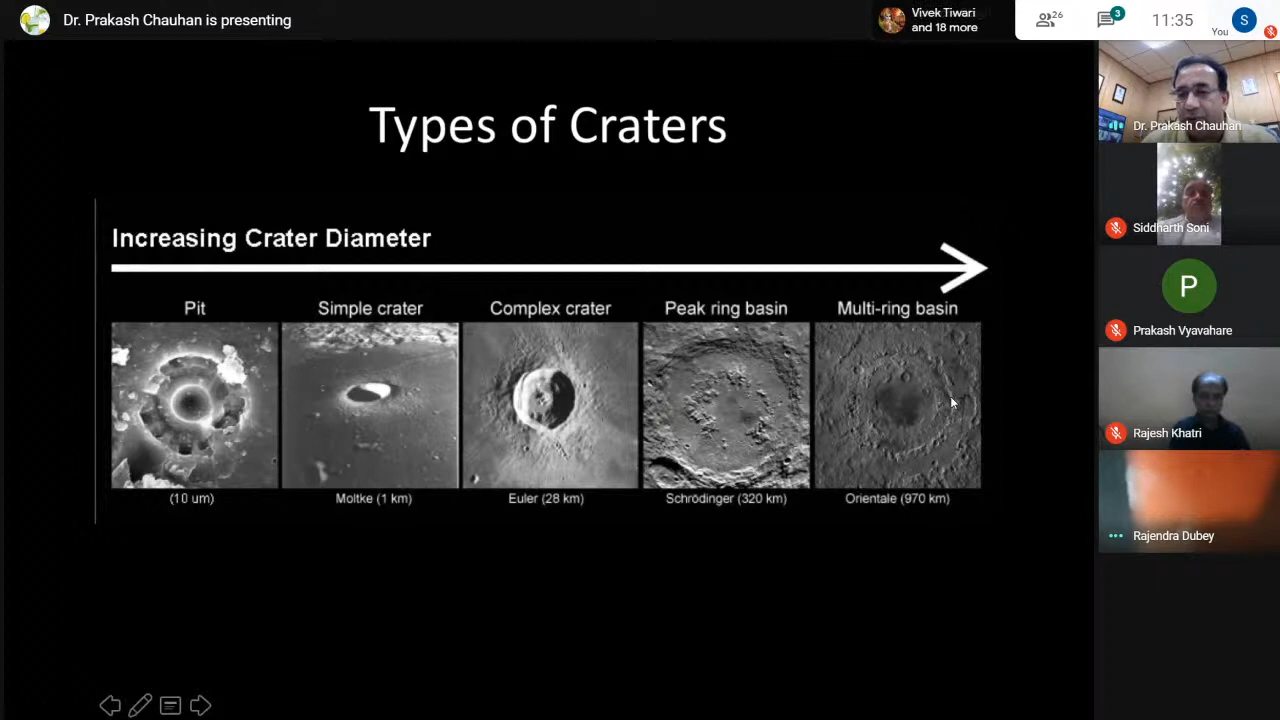 Dr. Prakash Chauhan is presenting
Vivek Tiwari
and 18 more
26
3
11:35
You
S
Types of Craters
Increasing Crater Diameter
Pit
Simple crater
Complex crater
Peak ring basin
Multi-ring basin
(10 um)
Moltke (1 km)
Euler (28 km)
Schrödinger (320 km)
Orientale (970 km)
Dr. Prakash Chauhan
Siddharth Soni
P
Prakash Vyavahare
Rajesh Khatri
Rajendra Dubey